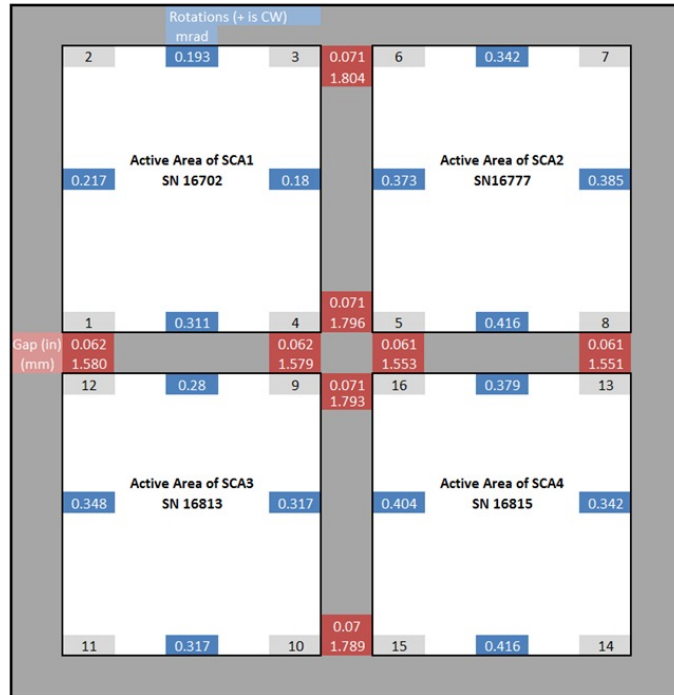 Rotations (+ is CW)
mrad
2 0.193 3 0.071 6 0.342 7
1.804
Active Area of SCA1 Active Area of SCA2
0.217 SN 16702 0.18 0.373 SN16777 0.385
0.071
1 0.311 4 1.796 5 0.416 8
Gap (in) 0.062 0.062 0.061 0.061
(mm) 1.580 1.579 1.553 1.551
12 0.28 9 0.071 16 0.379 13
1.793
Active Area of SCA3 Active Area of SCA4
0.348 SN 16813 0.317 0.404 SN 16815 0.342
0.07
11 0.317 10 1.789 15 0.416 14